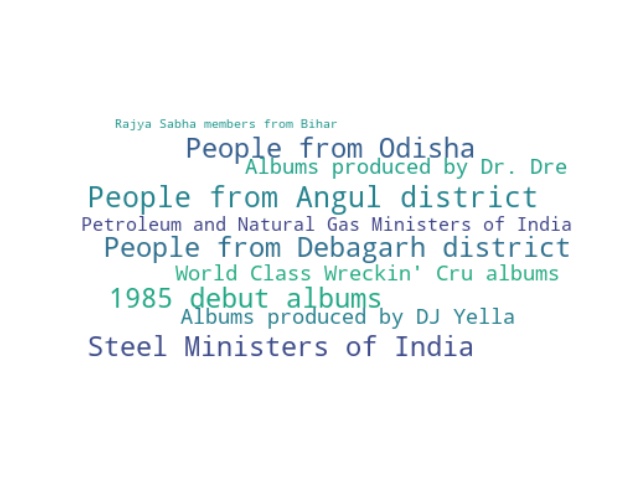 Rajya Sabha members from Bihar
People from Odisha
Albums produced by Dr. Dre
People from Angul district
Petroleum and Natural Gas Ministers of India
People from Debagarh district
World Class Wreckin' Cru albums
1985 debut albums
Albums produced by DJ Yella
Steel Ministers of India